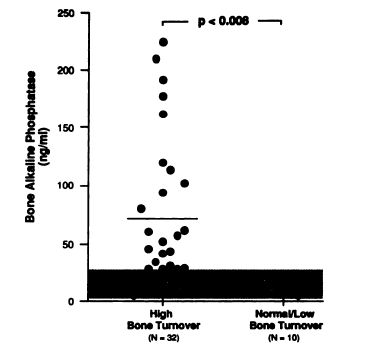 p < 0.008
250
200
150
100
50
0
Bone Alkaline Phosphatase
(ng/ml)
High
Bone Turnover
(N = 32)
Normal/Low
Bone Turnover
(N = 10)